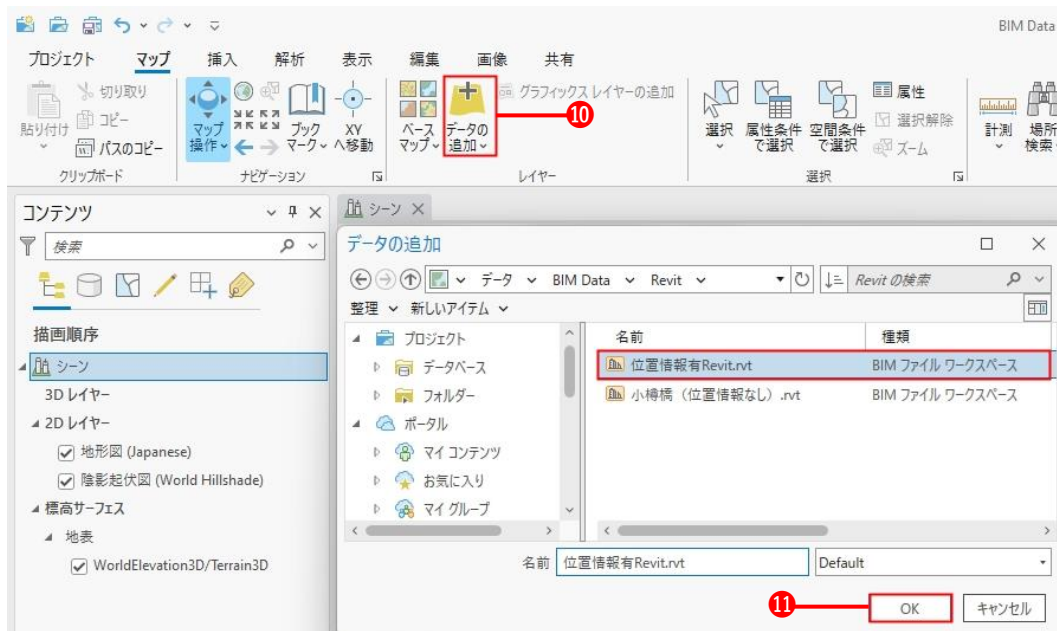 BIM Data
プロジェクト マップ 挿入 解析 表示 編集 画像 共有
貼り付け
切り取り
コピー
パスのコピー
クリップボード
マップ
操作
ブック
マーク
XY
へ移動
ナビゲーション
ベース
マップ
データの
追加
グラフィックス レイヤーの追加
⑩
レイヤー
選択
属性条件
で選択
空間条件
で選択
属性
選択解除
ズーム
選択
計測
場所
検索
コンテンツ
検索
描画順序
シーン
3D レイヤー
2D レイヤー
地形図 (Japanese)
陰影起伏図 (World Hillshade)
標高サーフェス
地表
WorldElevation3D/Terrain3D
シーン
データの追加
データ BIM Data Revit
Revit の検索
整理 新しいアイテム
プロジェクト
データベース
フォルダー
ポータル
マイ コンテンツ
お気に入り
マイ グループ
名前 種類
位置情報有Revit.rvt BIM ファイル ワークスペース
小樽橋（位置情報なし）.rvt BIM ファイル ワークスペース
名前 位置情報有Revit.rvt Default
⑪ OK キャンセル